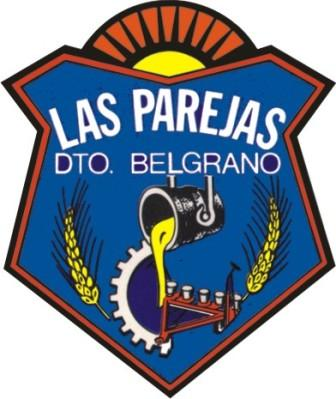 LAS PAREJAS
DTO. BELGRANO